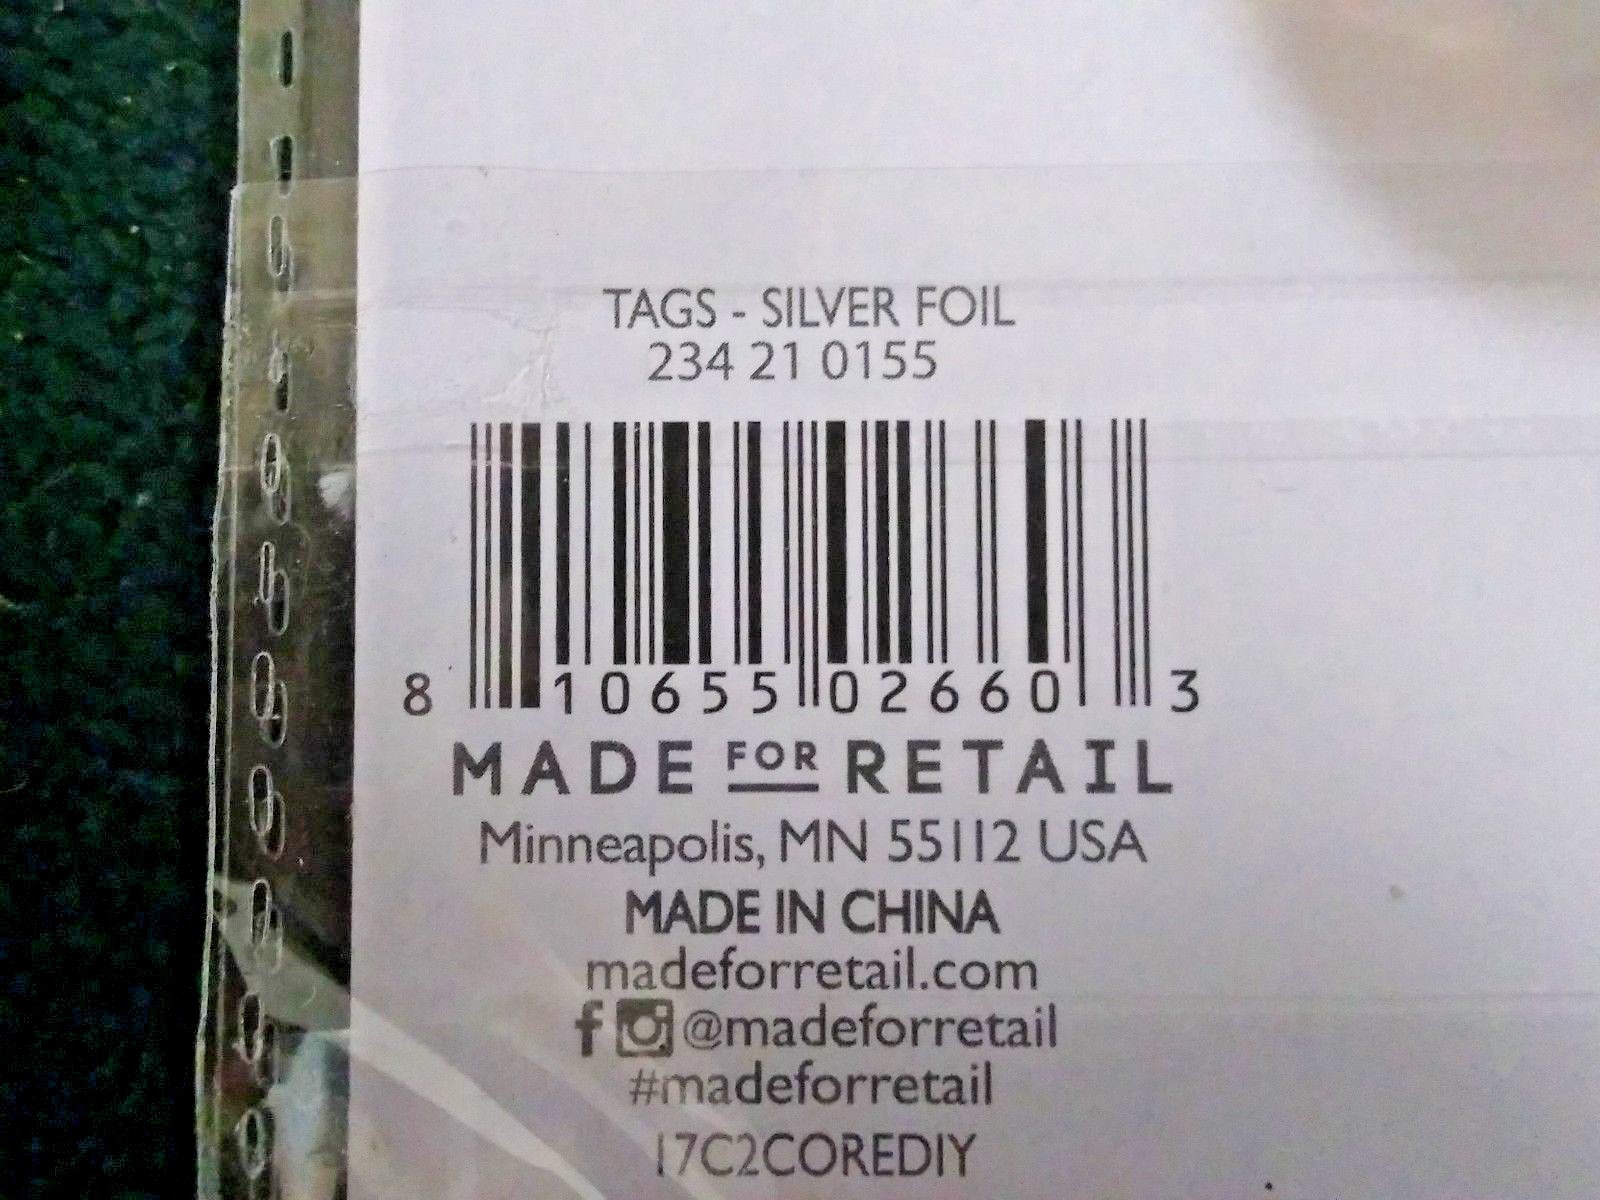 TAGS - SILVER FOIL
234 21 0155
8 10655 02660 3
MADE FOR RETAIL
Minneapolis, MN 55112 USA
MADE IN CHINA
madeforretail.com
@madeforretail
#madeforretail
17C2COREDIY